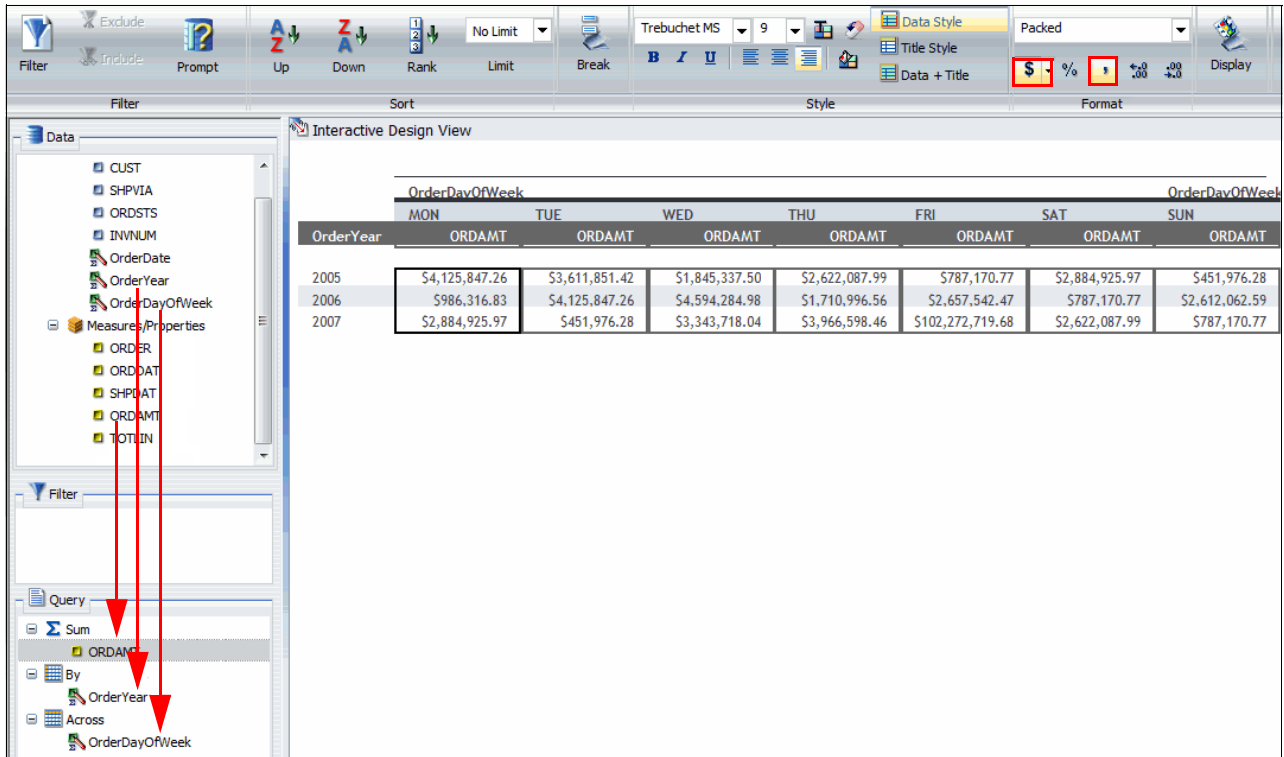 Exclude
Include
Filter
Prompt
Filter
Up
Down
Rank
No Limit
Limit
Break
Sort
Trebuchet MS 9
B I U
Data Style
Title Style
Data + Title
Style
Packed
$ % , .00 .00
Display
Format
Data
CUST
SHPVIA
ORDSTS
INVNUM
OrderDate
OrderYear
OrderDayOfWeek
Measures/Properties
ORDER
ORDDAT
SHPDAT
ORDAMT
TOTLIN
Filter
Query
Sum
ORDAMT
By
OrderYear
Across
OrderDayOfWeek
Interactive Design View
OrderDayOfWeek OrderDayOfWeek
MON TUE WED THU FRI SAT SUN
OrderYear ORDAMT ORDAMT ORDAMT ORDAMT ORDAMT ORDAMT ORDAMT
2005 $4,125,847.26 $3,611,851.42 $1,845,337.50 $2,622,087.99 $787,170.77 $2,884,925.97 $451,976.28
2006 $986,316.83 $4,125,847.26 $4,594,284.98 $1,710,996.56 $2,657,542.47 $787,170.77 $2,612,062.59
2007 $2,884,925.97 $451,976.28 $3,343,718.04 $3,966,598.46 $102,272,719.68 $2,622,087.99 $787,170.77